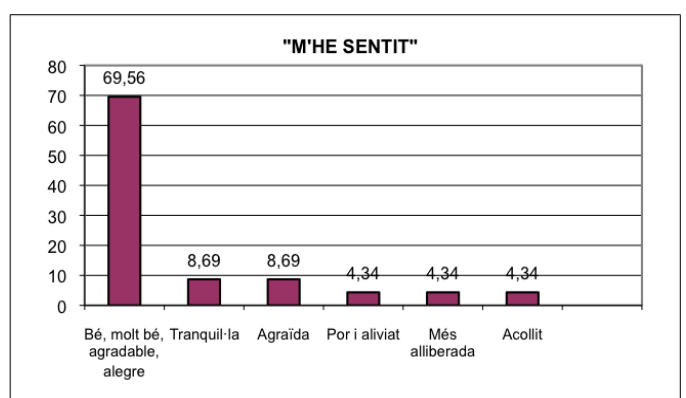 "M'HE SENTIT"
80
70
60
50
40
30
20
10
0
69,56
8,69
8,69
4,34
4,34
4,34
Bé, molt bé,
agradable,
alegre
Tranquil·la
Agraïda
Por i aliviat
Més
alliberada
Acollit